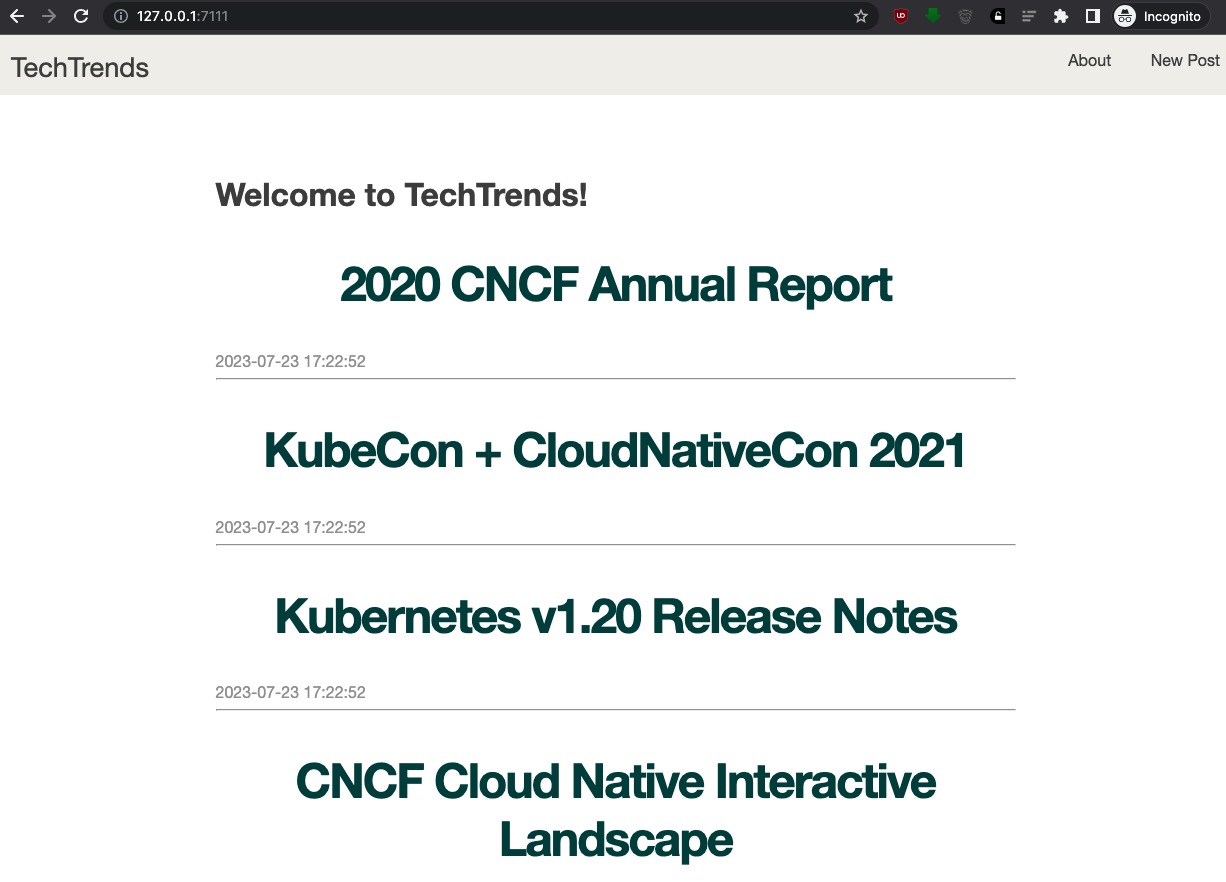 127.0.0.1:7111
Incognito
TechTrends
About
New Post
Welcome to TechTrends!
2020 CNCF Annual Report
2023-07-23 17:22:52
KubeCon + CloudNativeCon 2021
2023-07-23 17:22:52
Kubernetes v1.20 Release Notes
2023-07-23 17:22:52
CNCF Cloud Native Interactive
Landscape